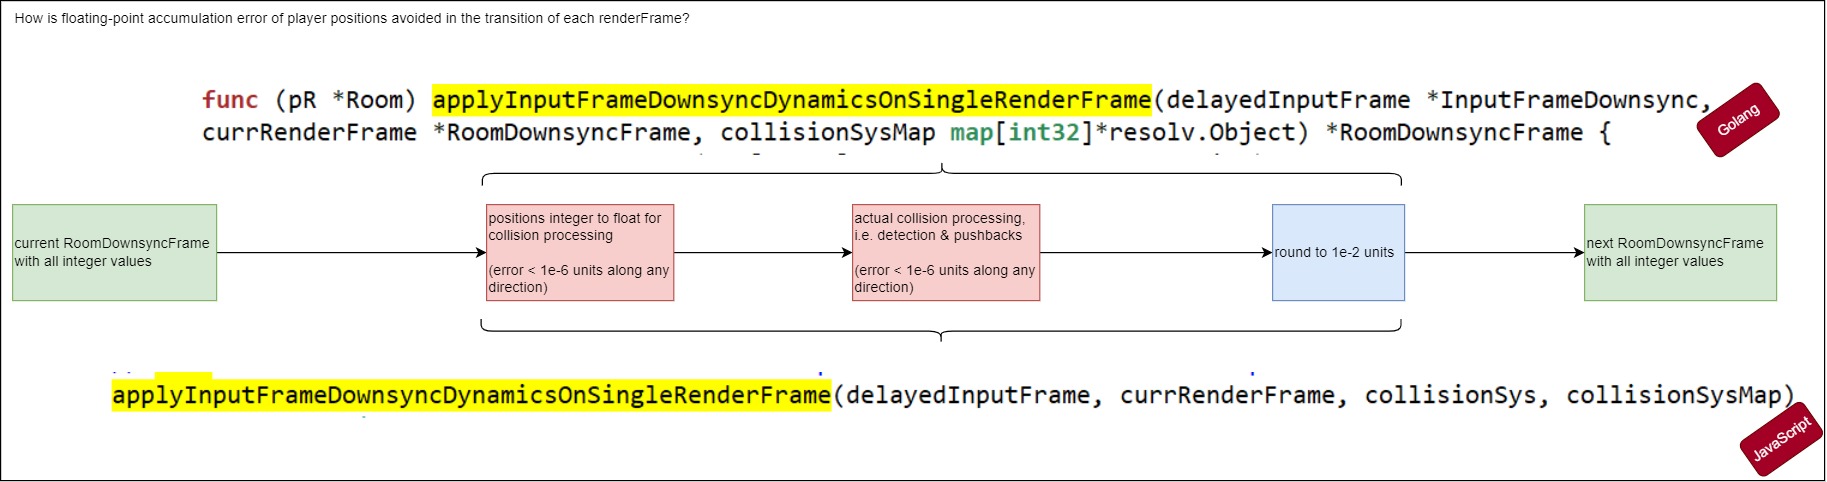 How is floating-point accumulation error of player positions avoided in the transition of each renderFrame?
func (pR *Room) applyInputFrameDownsyncDynamicsOnSingleRenderFrame(delayedInputFrame *InputFrameDownsync,
currRenderFrame *RoomDownsyncFrame, collisionSysMap map[int32]*resolv.Object) *RoomDownsyncFrame {
Golang
current RoomDownsyncFrame
with all integer values
positions integer to float for
collision processing
(error < 1e-6 units along any
direction)
actual collision processing,
i.e. detection & pushbacks
(error < 1e-6 units along any
direction)
round to 1e-2 units
next RoomDownsyncFrame
with all integer values
applyInputFrameDownsyncDynamicsOnSingleRenderFrame(delayedInputFrame, currRenderFrame, collisionSys, collisionSysMap)
JavaScript